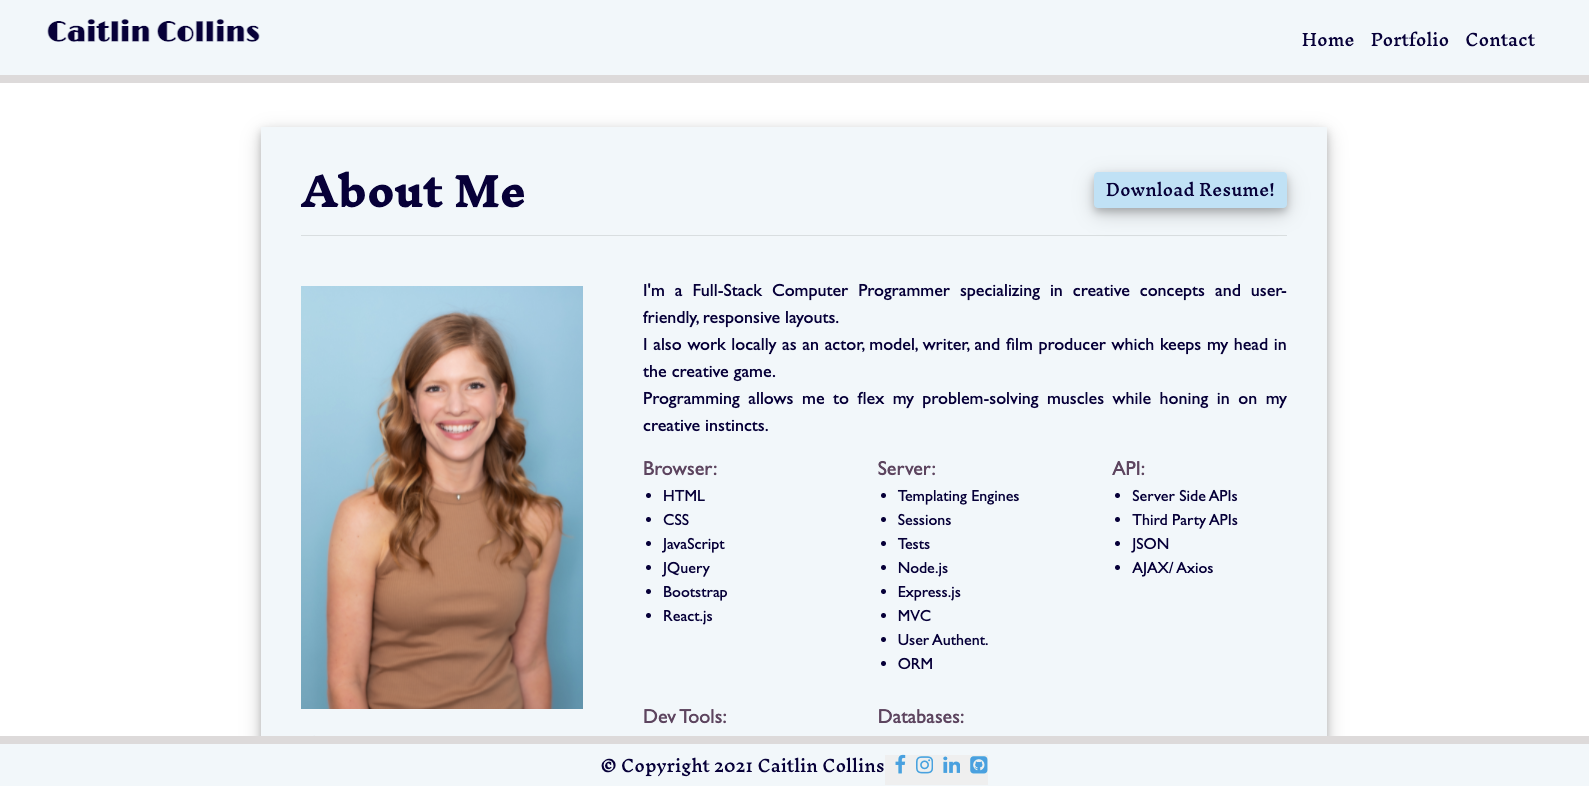 Caitlin Collins
Home Portfolio Contact
About Me
Download Resume!
I'm a Full-Stack Computer Programmer specializing in creative concepts and user-
friendly, responsive layouts.
I also work locally as an actor, model, writer, and film producer which keeps my head in
the creative game.
Programming allows me to flex my problem-solving muscles while honing in on my
creative instincts.
Browser:
• HTML
• CSS
• JavaScript
• JQuery
• Bootstrap
• React.js
Server:
• Templating Engines
• Sessions
• Tests
• Node.js
• Express.js
• MVC
• User Authent.
• ORM
API:
• Server Side APIs
• Third Party APIs
• JSON
• AJAX/ Axios
Dev Tools:
Databases:
© Copyright 2021 Caitlin Collins